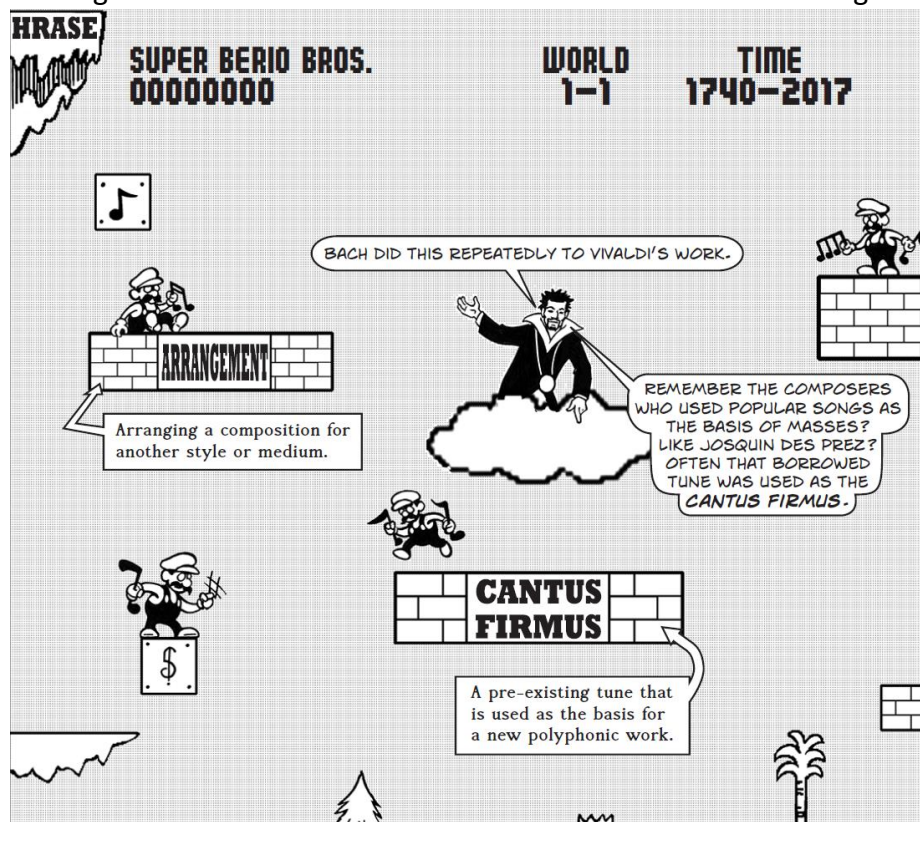 HRASE
SUPER BERIO BROS.
00000000
WORLD
1-1
TIME
1740-2017
BACH DID THIS REPEATEDLY TO VIVALDI'S WORK.
ARRANGEMENT
Arranging a composition for
another style or medium.
REMEMBER THE COMPOSERS
WHO USED POPULAR SONGS AS
THE BASIS OF MASSES?
LIKE JOSQUIN DES PREZ?
OFTEN THAT BORROWED
TUNE WAS USED AS THE
CANTUS FIRMUS.
CANTUS
FIRMUS
A pre-existing tune that
is used as the basis for
a new polyphonic work.